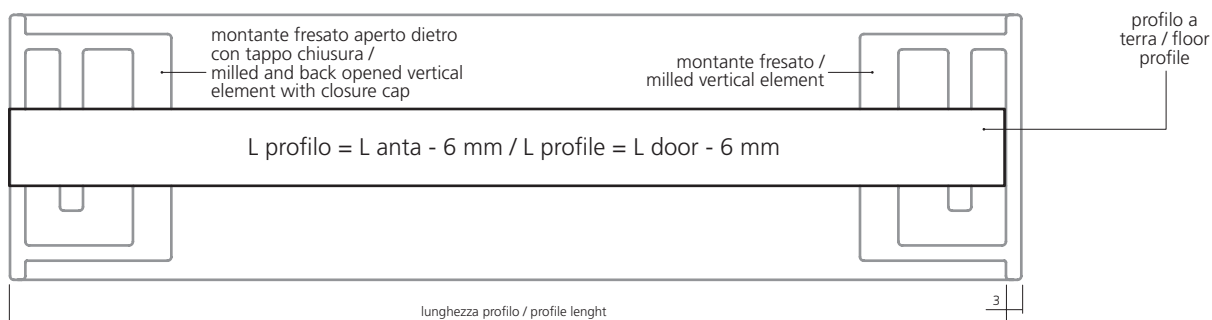 montante fresato aperto dietro
con tappo chiusura /
milled and back opened vertical
element with closure cap
montante fresato /
milled vertical element
profilo a
terra / floor
profile
L profilo = L anta - 6 mm / L profile = L door - 6 mm
lunghezza profilo / profile lenght
3